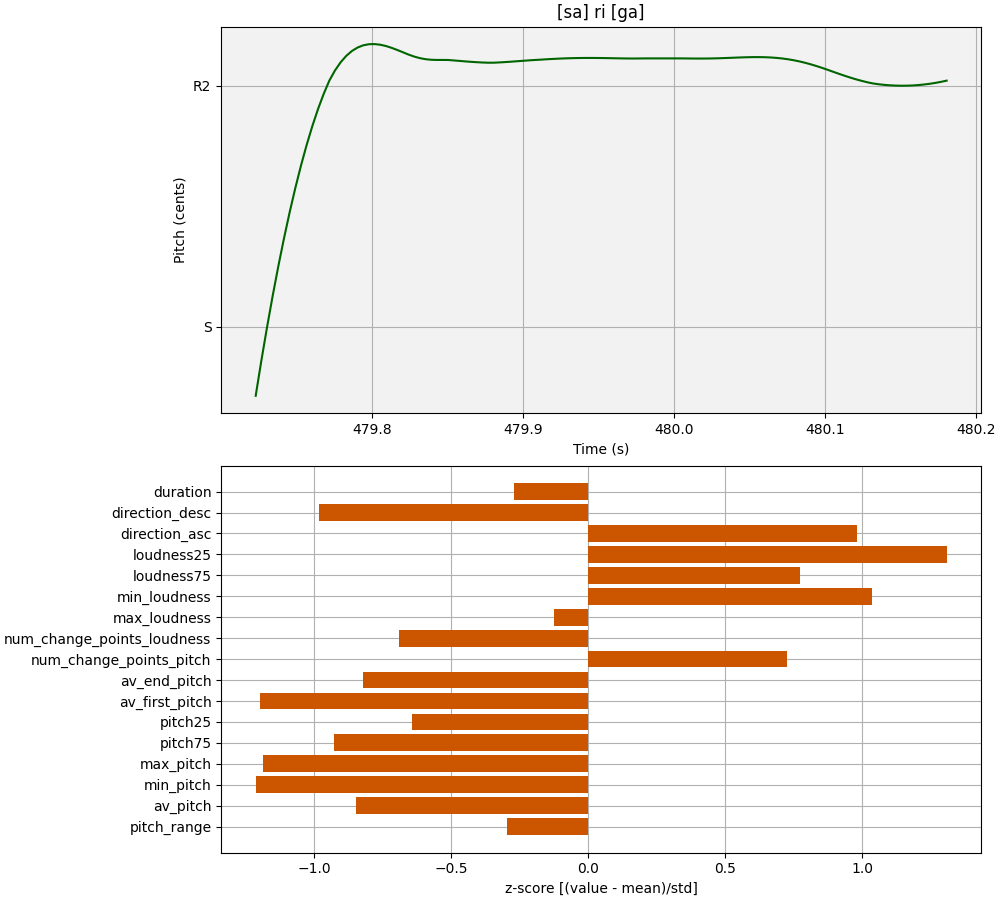 [sa] ri [ga]
R2
S
Pitch (cents)
479.8 479.9 480.0 480.1 480.2
Time (s)
duration
direction_desc
direction_asc
loudness25
loudness75
min_loudness
max_loudness
num_change_points_loudness
num_change_points_pitch
av_end_pitch
av_first_pitch
pitch25
pitch75
max_pitch
min_pitch
av_pitch
pitch_range
−1.0 −0.5 0.0 0.5 1.0
z-score [(value - mean)/std]